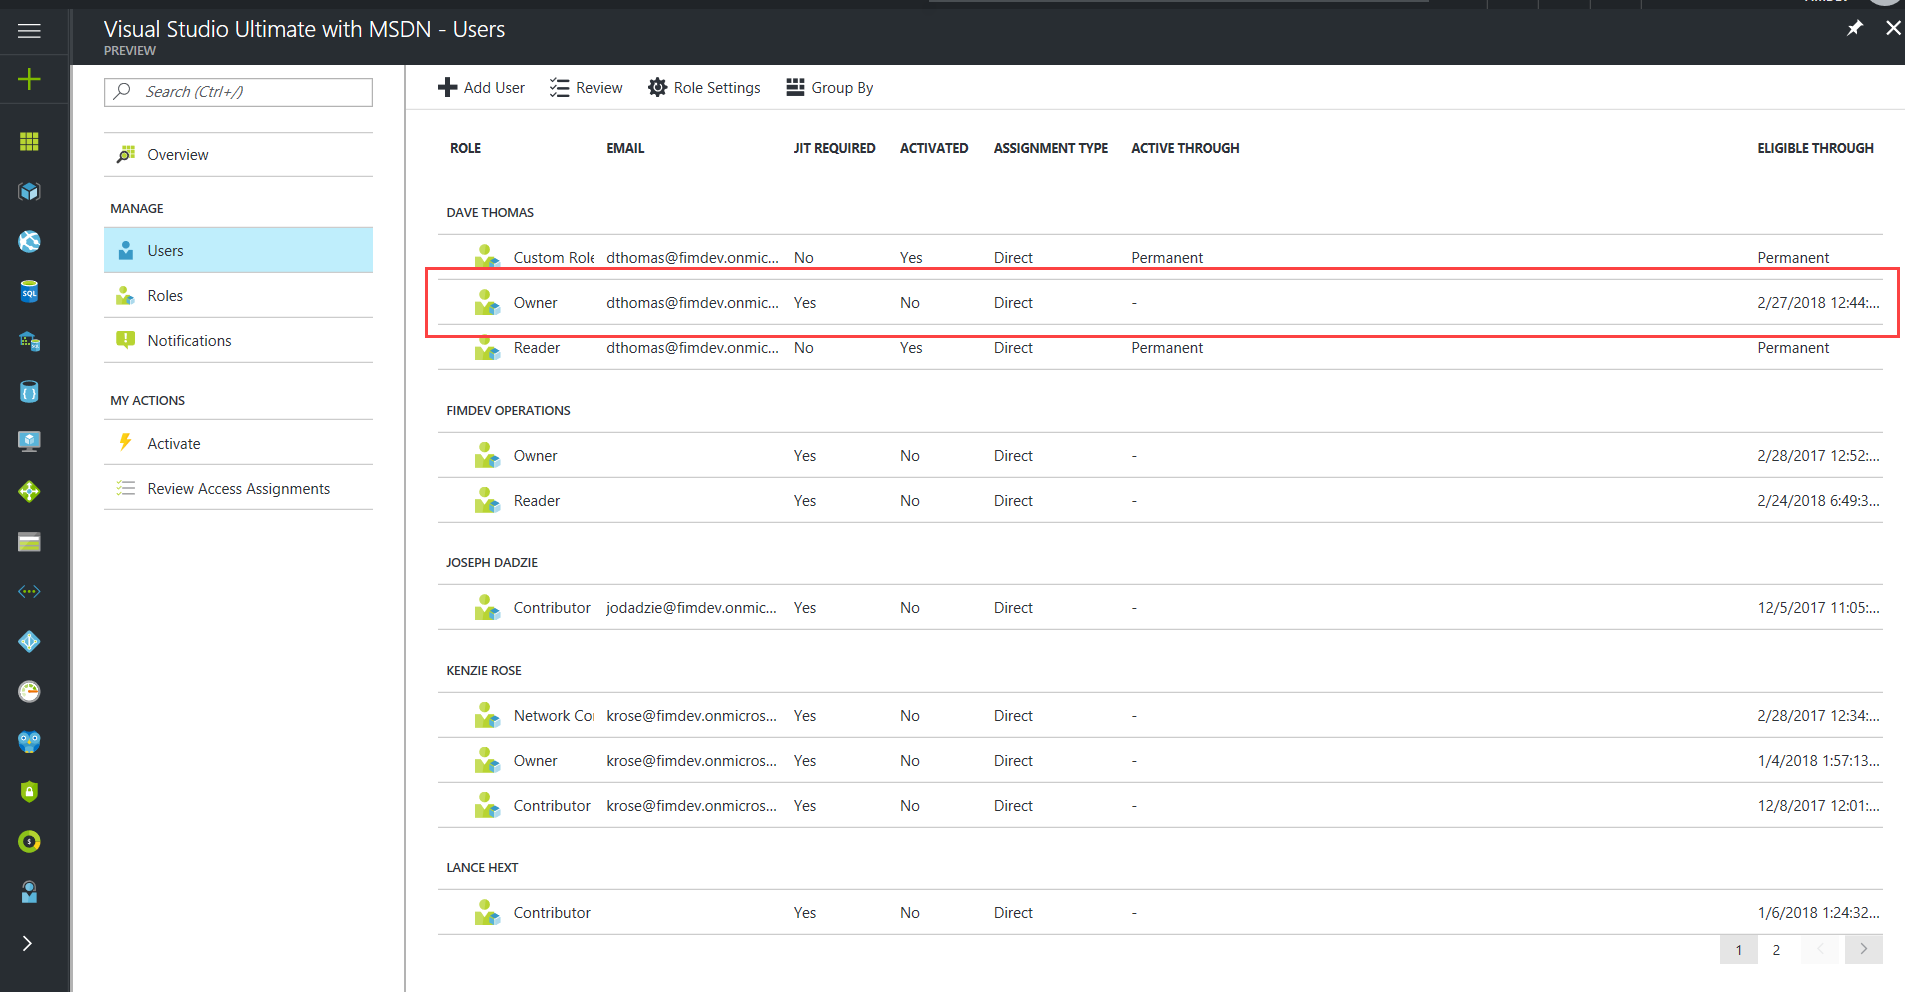 Visual Studio Ultimate with MSDN - Users
PREVIEW
Search (Ctrl+/)
Overview
MANAGE
Users
Roles
Notifications
MY ACTIONS
Activate
Review Access Assignments
Add User Review Role Settings Group By
ROLE EMAIL JIT REQUIRED ACTIVATED ASSIGNMENT TYPE ACTIVE THROUGH ELIGIBLE THROUGH
DAVE THOMAS
Custom Role dthomas@fimdev.onmic... No Yes Direct Permanent Permanent
Owner dthomas@fimdev.onmic... Yes No Direct - 2/27/2018 12:44:...
Reader dthomas@fimdev.onmic... No Yes Direct Permanent Permanent
FIMDEV OPERATIONS
Owner Yes No Direct - 2/28/2017 12:52:...
Reader Yes No Direct - 2/24/2018 6:49:3...
JOSEPH DADZIE
Contributor jodadzie@fimdev.onmic... Yes No Direct - 12/5/2017 11:05:...
KENZIE ROSE
Network Co krose@fimdev.onmicros... Yes No Direct - 2/28/2017 12:34:...
Owner krose@fimdev.onmicros... Yes No Direct - 1/4/2018 1:57:13...
Contributor krose@fimdev.onmicros... Yes No Direct - 12/8/2017 12:01:...
LANCE HEXT
Contributor Yes No Direct - 1/6/2018 1:24:32...
1 2